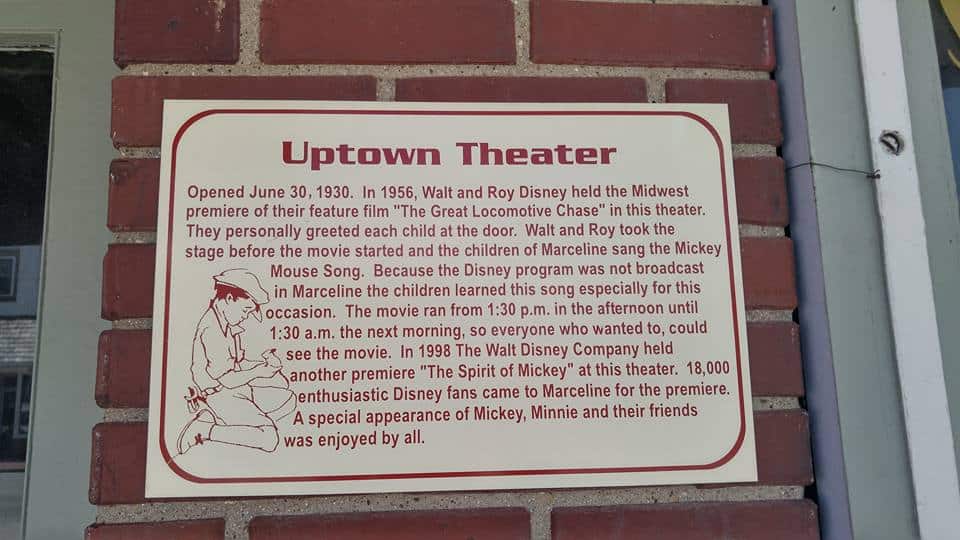 Uptown Theater
Opened June 30, 1930. In 1956, Walt and Roy Disney held the Midwest
premiere of their feature film "The Great Locomotive Chase" in this theater.
They personally greeted each child at the door. Walt and Roy took the
stage before the movie started and the children of Marceline sang the Mickey
Mouse Song. Because the Disney program was not broadcast
in Marceline the children learned this song especially for this
occasion. The movie ran from 1:30 p.m. in the afternoon until
1:30 a.m. the next morning, so everyone who wanted to, could
see the movie. In 1998 The Walt Disney Company held
another premiere "The Spirit of Mickey" at this theater. 18,000
enthusiastic Disney fans came to Marceline for the premiere.
A special appearance of Mickey, Minnie and their friends
was enjoyed by all.